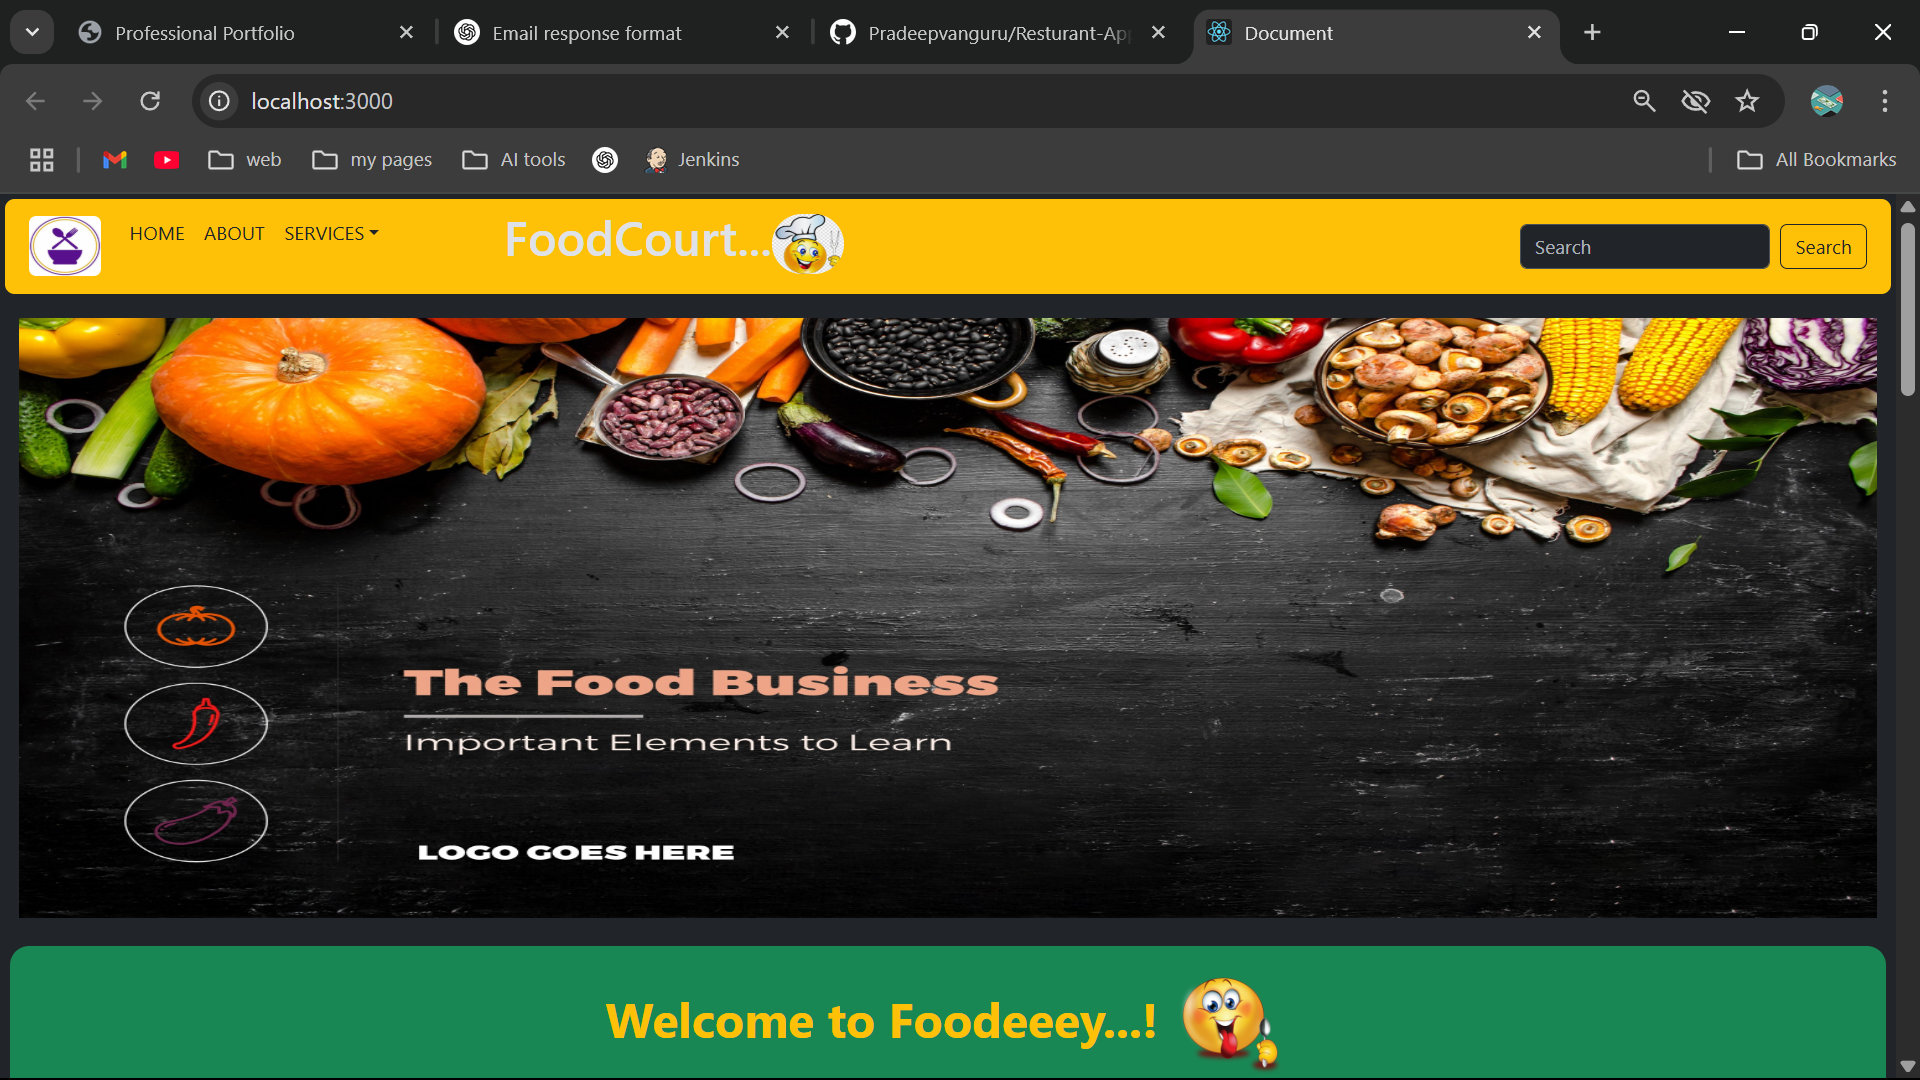 Professional Portfolio
Email response format
Pradeepvanguru/Resturant-Ap
Document
localhost:3000
web
my pages
AI tools
Jenkins
All Bookmarks
HOME ABOUT SERVICES
FoodCourt...
Search
Search
The Food Business
Important Elements to Learn
LOGO GOES HERE
Welcome to Foodeeey...!